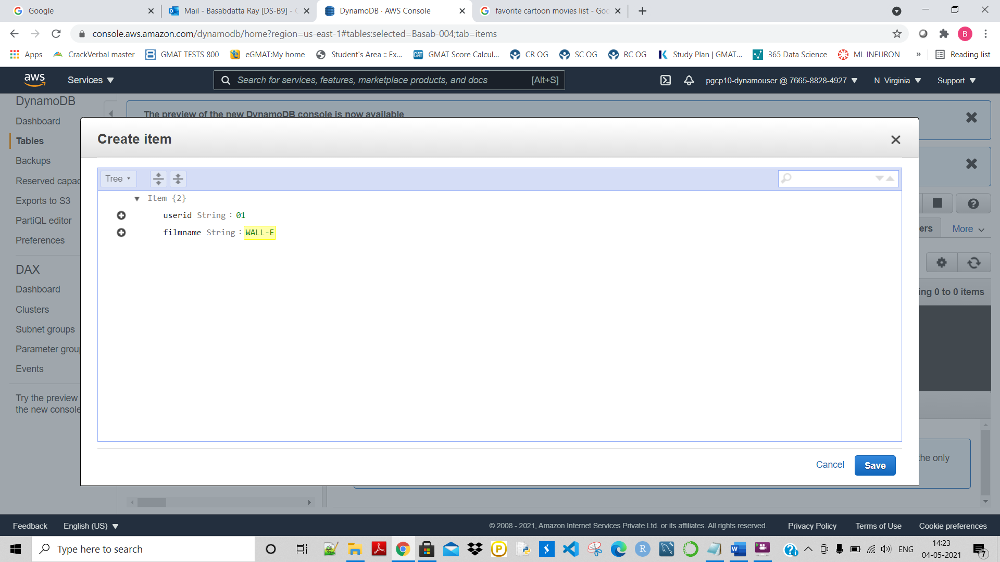 Google
Mail - Basabdatta Ray [DS-B9] -
DynamoDB · AWS Console
favorite cartoon movies list - Goo
console.aws.amazon.com/dynamodb/home?region=us-east-1#tables:selected=Basab-004;tab=items
B
Apps
CrackVerbal master
GMAT TESTS 800
eGMAT:My home
Student's Area :: Ex...
CAT
GMAT Score Calcul...
CR OG
SC OG
RC OG
Study Plan | GMAT...
365 Data Science
ML INEURON
»
Reading list
aws
Services
Search for services, features, marketplace products, and docs
[Alt+S]
pgcp10-dynamouser @ 7665-8828-4927
N. Virginia
Support
DynamoDB
Dashboard
Tables
Backups
Reserved capac
Exports to S3
PartiQL editor
Preferences
DAX
Dashboard
Clusters
Subnet groups
Parameter group
Events
Try the preview
the new console
The preview of the new DynamoDB console is now available
Create item
Tree
Item {2}
userid String : 01
filmname String : WALL-E
Cancel
Save
ers
More
ing 0 to 0 items
the only
Feedback
English (US)
© 2008 - 2021, Amazon Internet Services Private Ltd. or its affiliates. All rights reserved.
Privacy Policy
Terms of Use
Cookie preferences
Type here to search
ENG
14:23
04-05-2021
7